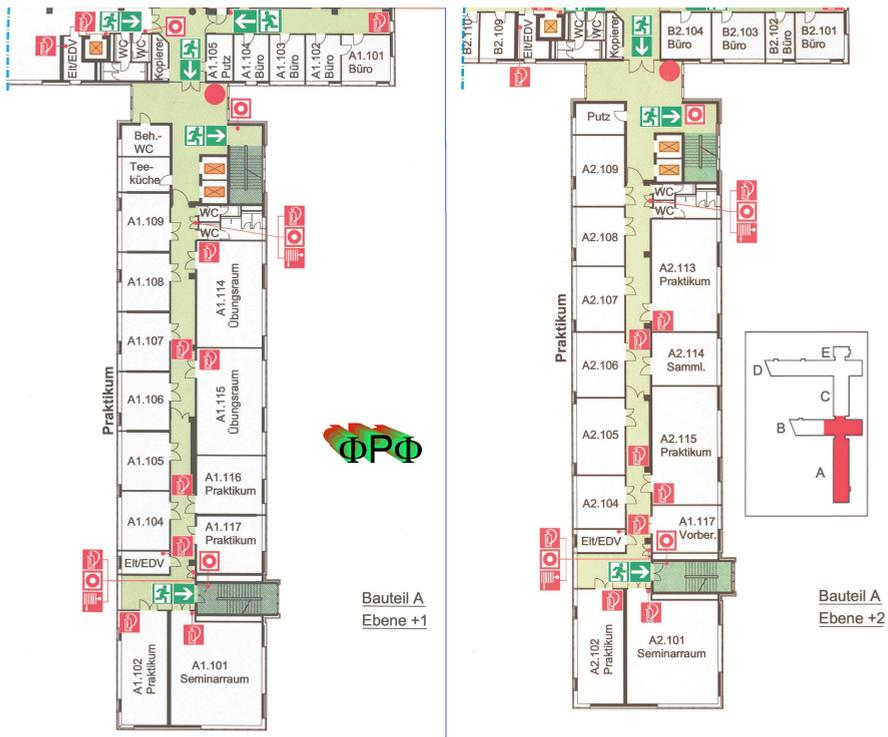 Elt/EDV
WC
WC
Kopierer
A1.105
Putz
A1.104
Büro
A1.103
Büro
A1.102
Büro
A1.101
Büro
Beh.-
WC
Tee-
küche
A1.109
A1.108
A1.107
A1.106
A1.105
A1.104
Elt/EDV
Praktikum
WC
WC
A1.114
Übungsraum
A1.115
Übungsraum
A1.116
Praktikum
A1.117
Praktikum
A1.102
Praktikum
A1.101
Seminarraum
ΦPΦ
Bauteil A
Ebene +1
B2.110
B2.109
Elt/EDV
WC
WC
Kopierer
B2.104
Büro
B2.103
Büro
B2.102
Büro
B2.101
Büro
Putz
A2.109
A2.108
A2.107
A2.106
A2.105
A2.104
Elt/EDV
Praktikum
WC
WC
A2.113
Praktikum
A2.114
Samml.
A2.115
Praktikum
A1.117
Vorber.
A2.102
Praktikum
A2.101
Seminarraum
E
D
C
B
A
Bauteil A
Ebene +2